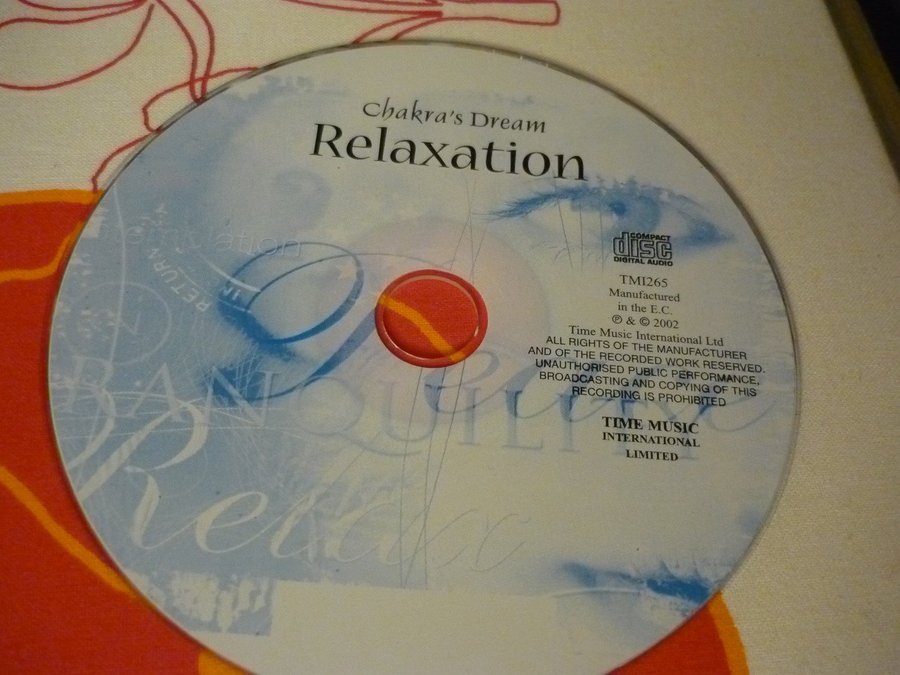 Chakra's Dream
Relaxation
COMPACT
disc
DIGITAL AUDIO
TMI265
Manufactured
in the E.C.
℗ & © 2002
Time Music International Ltd
ALL RIGHTS OF THE MANUFACTURER
AND OF THE RECORDED WORK RESERVED.
UNAUTHORISED PUBLIC PERFORMANCE,
BROADCASTING AND COPYING OF THIS
RECORDING IS PROHIBITED
TIME MUSIC
INTERNATIONAL
LIMITED
RETURN
TRANQUILITY
Relax